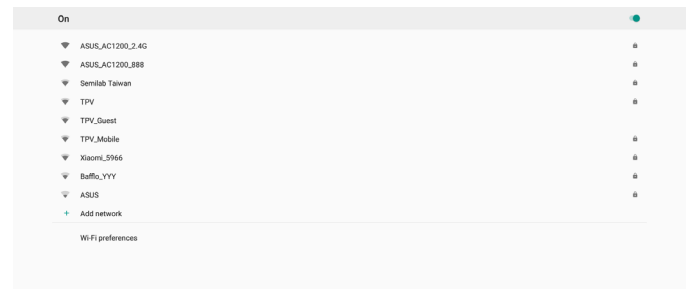 On
ASUS_AC1200_2.4G
ASUS_AC1200_888
Semilab Taiwan
TPV
TPV_Guest
TPV_Mobile
Xiaomi_5966
Bafflo_YYY
ASUS
+ Add network
Wi-Fi preferences